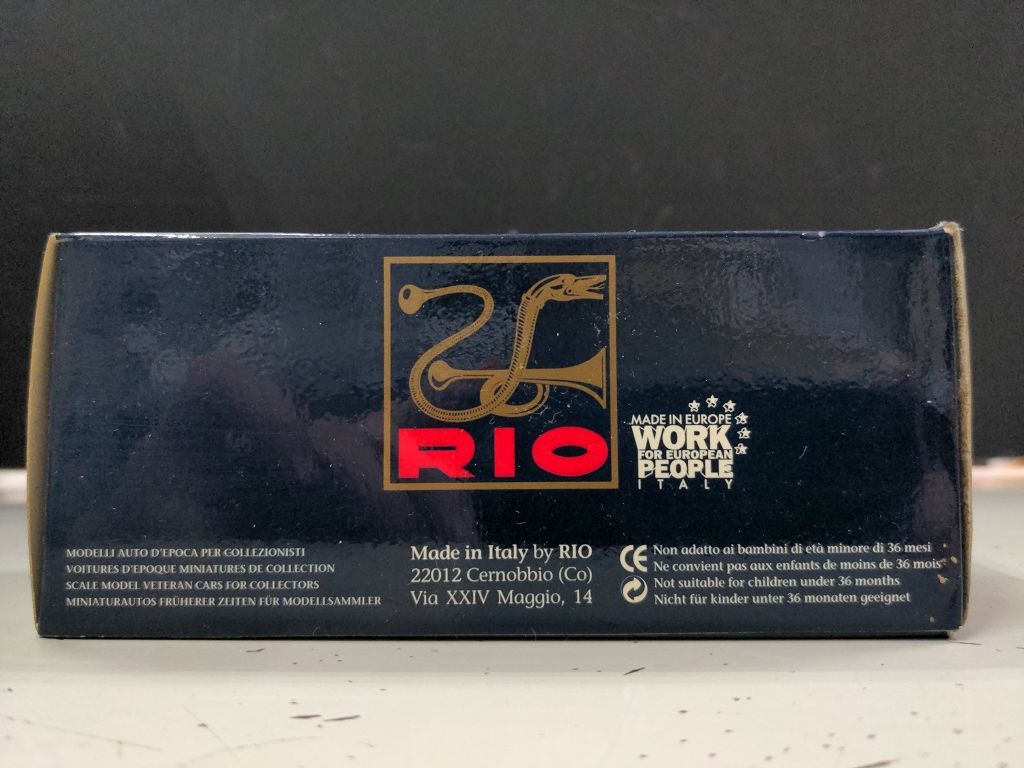 RIO
MADE IN EUROPE
WORK
FOR EUROPEAN
PEOPLE
ITALY
MODELLI AUTO D'EPOCA PER COLLEZIONISTI
VOITURES D'EPOQUE MINIATURES DE COLLECTION
SCALE MODEL VETERAN CARS FOR COLLECTORS
MINIATURAUTOS FRÜHERER ZEITEN FÜR MODELLSAMMLER
Made in Italy by RIO
22012 Cernobbio (Co)
Via XXIV Maggio, 14
CE
Non adatto ai bambini di età minore di 36 mesi
Ne convient pas aux enfants de moins de 36 mois
Not suitable for children under 36 months
Nicht für kinder unter 36 monaten geeignet